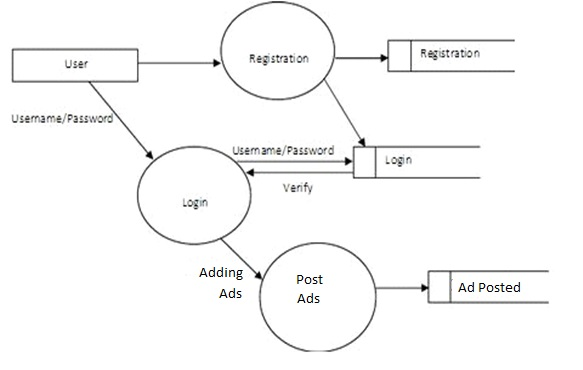 Registration
Registration
User
Username/Password
Username/Password
Login
Verify
Login
Adding
Ads
Post
Ads
Ad Posted